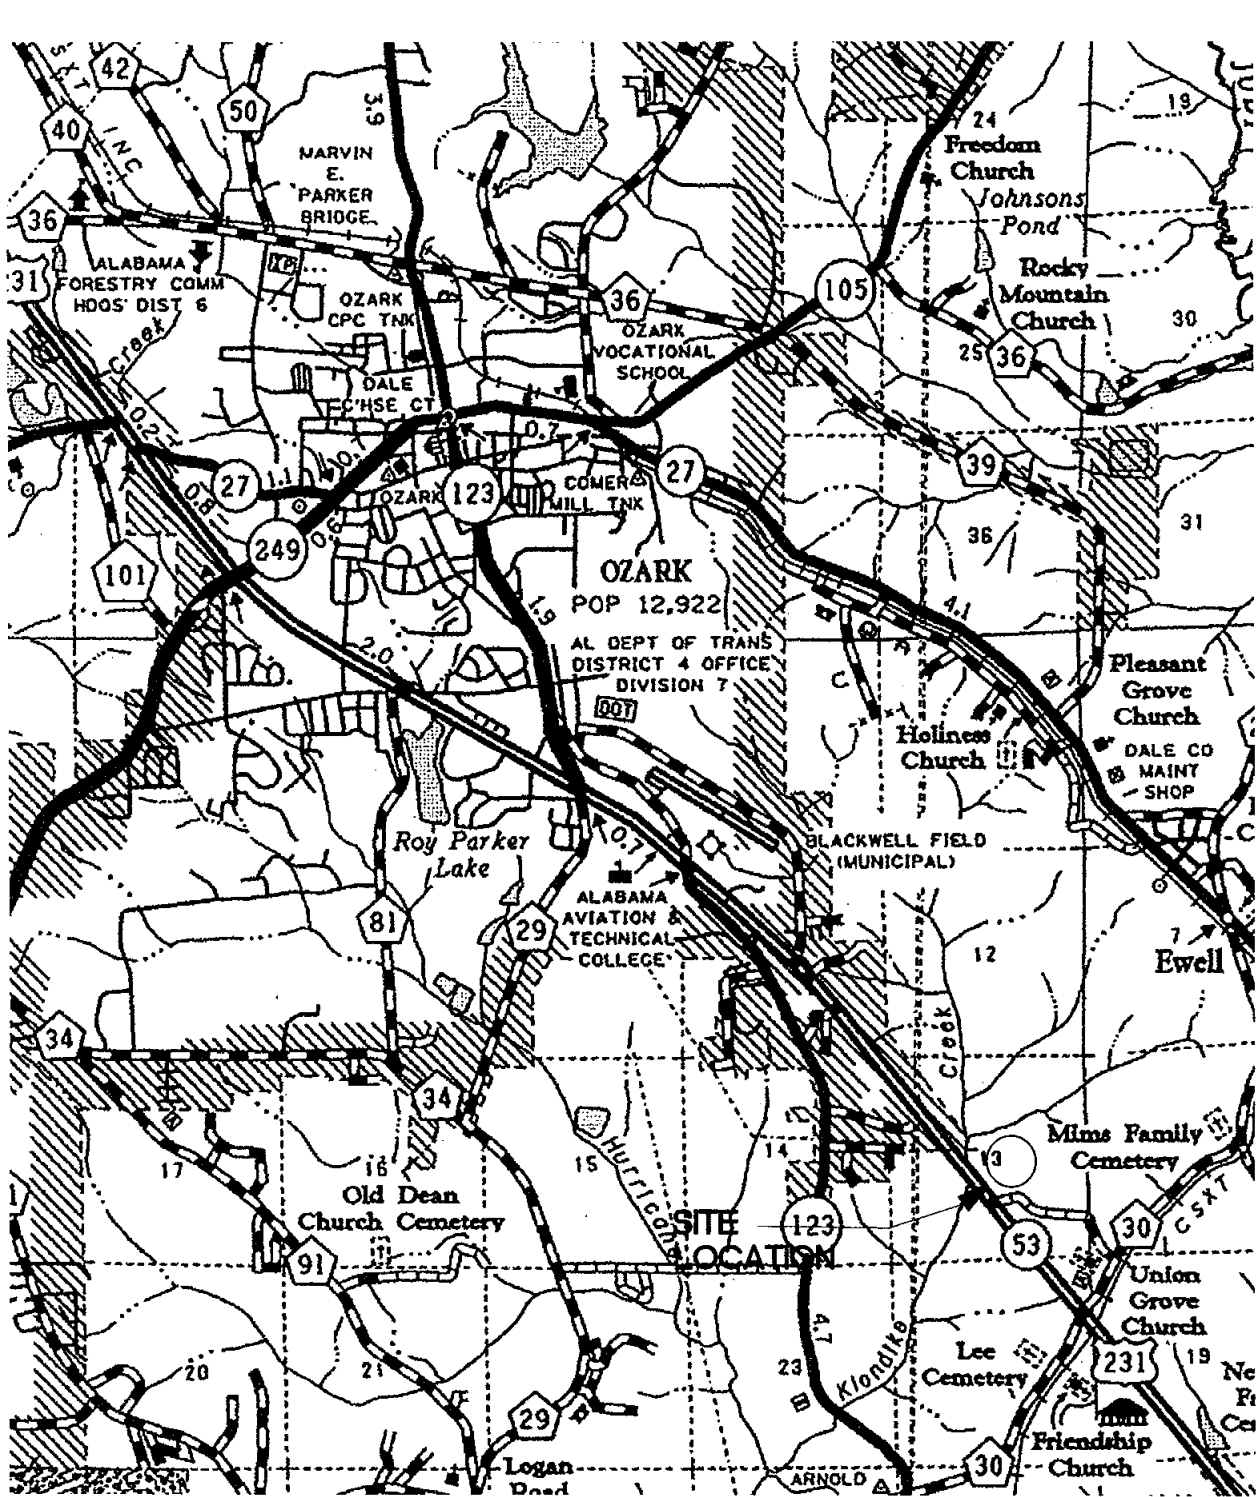 42
50
40
INC
3.9
MARVIN
E.
PARKER
BRIDGE
19
24
Freedom
Church
Johnsons
Pond
36
31
ALABAMA
FORESTRY COMM
HDQS' DIST 6
Creek
OZARK
CPC TNK
36
105
OZARK
VOCATIONAL
SCHOOL
Rocky
Mountain
Church
30
25
36
DALE
0.2
0.7
27
1.1
0.8
OZARK
123
COMER
MILL TNK
27
39
249
0.6
36
31
101
OZARK
POP 12,922
1.9
4.1
2.0
AL DEPT OF TRANS
DISTRICT 4 OFFICE
DIVISION 7
DOT
Pleasant
Grove
Church
Holiness
Church
DALE CO
MAINT
SHOP
Roy Parker
Lake
0.7
BLACKWELL FIELD
(MUNICIPAL)
ALABAMA
AVIATION &
TECHNICAL
COLLEGE
81
29
12
7
Ewell
34
34
Creek
17
16
15
14
13
Hurricane
Mims Family
Cemetery
Old Dean
Church Cemetery
SITE
LOCATION
123
53
30
CSXT
91
Union
Grove
Church
4.7
Klondike
20
21
23
Lee
Cemetery
231
19
29
Friendship
Church
30
Logan
Road
ARNOLD